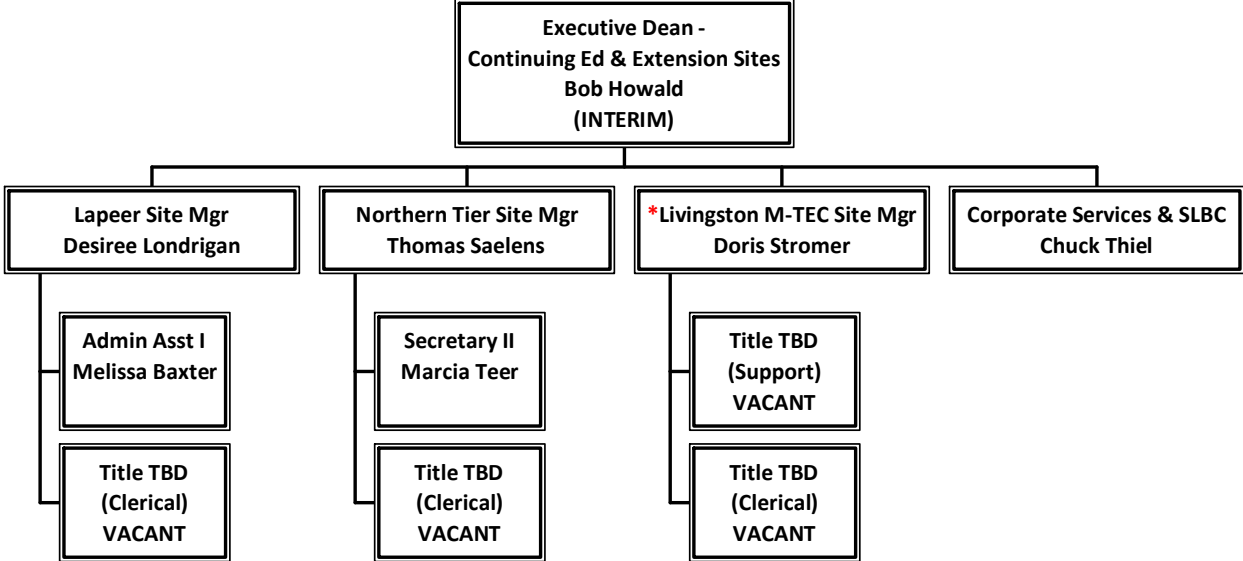 Executive Dean -
Continuing Ed & Extension Sites
Bob Howald
(INTERIM)
Lapeer Site Mgr
Desiree Londrigan
Northern Tier Site Mgr
Thomas Saelens
*Livingston M-TEC Site Mgr
Doris Stromer
Corporate Services & SLBC
Chuck Thiel
Admin Asst I
Melissa Baxter
Secretary II
Marcia Teer
Title TBD
(Support)
VACANT
Title TBD
(Clerical)
VACANT
Title TBD
(Clerical)
VACANT
Title TBD
(Clerical)
VACANT